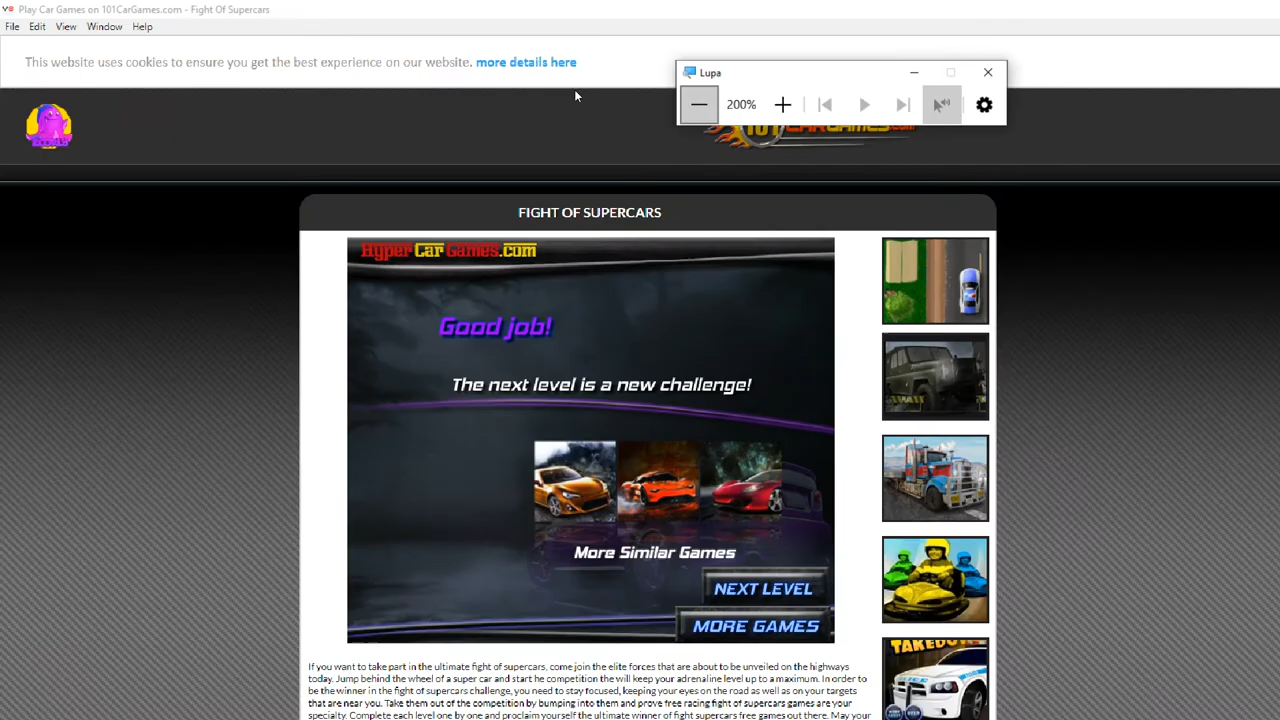 Play Car Games on 101CarGames.com - Fight Of Supercars
File Edit View Window Help
This website uses cookies to ensure you get the best experience on our website. more details here
Lupa
200%
FIGHT OF SUPERCARS
HyperCarGames.com
Good job!
The next level is a new challenge!
More Similar Games
NEXT LEVEL
MORE GAMES
TAKEDOWN
If you want to take part in the ultimate fight of supercars, come join the elite forces that are about to be unveiled on the highways
today. Jump behind the wheel of a super car and start he competition the will keep your adrenaline level up to a maximum. In order to
be the winner in the fight of supercars challenge, you need to stay focused, keeping your eyes on the road as well as on your targets
that are near you. Take them out of the competition by bumping into them and prove free racing fight of supercars games are your
specialty. Complete each level one by one and proclaim yourself the ultimate winner of fight supercars free games out there. May your